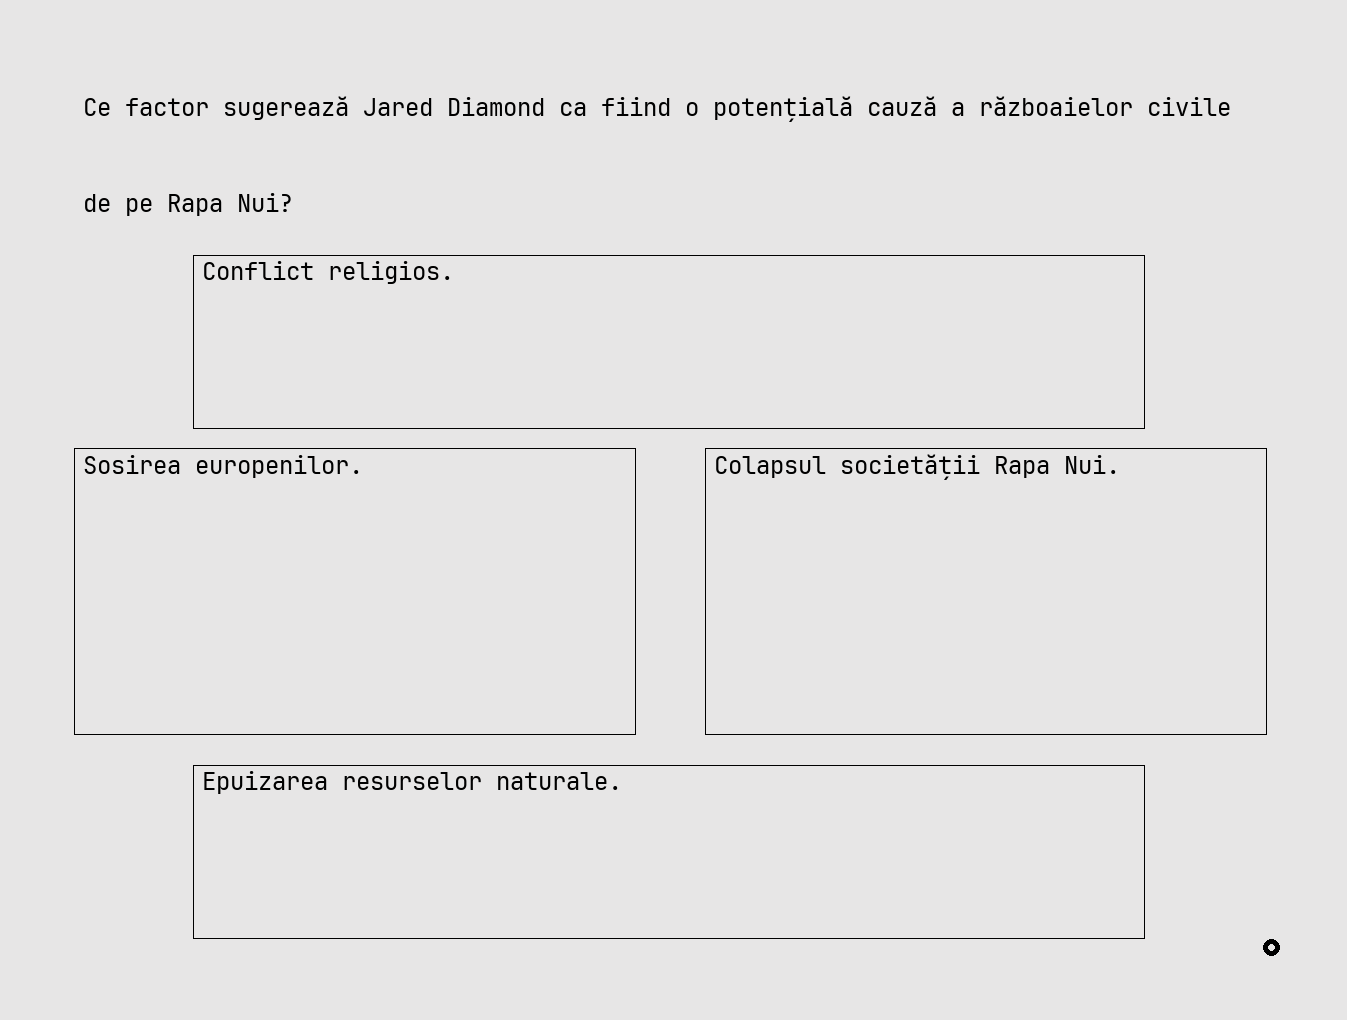 Ce factor sugerează Jared Diamond ca fiind o potențială cauză a războaielor civile
de pe Rapa Nui?
Conflict religios.
Sosirea europenilor.
Colapsul societății Rapa Nui.
Epuizarea resurselor naturale.